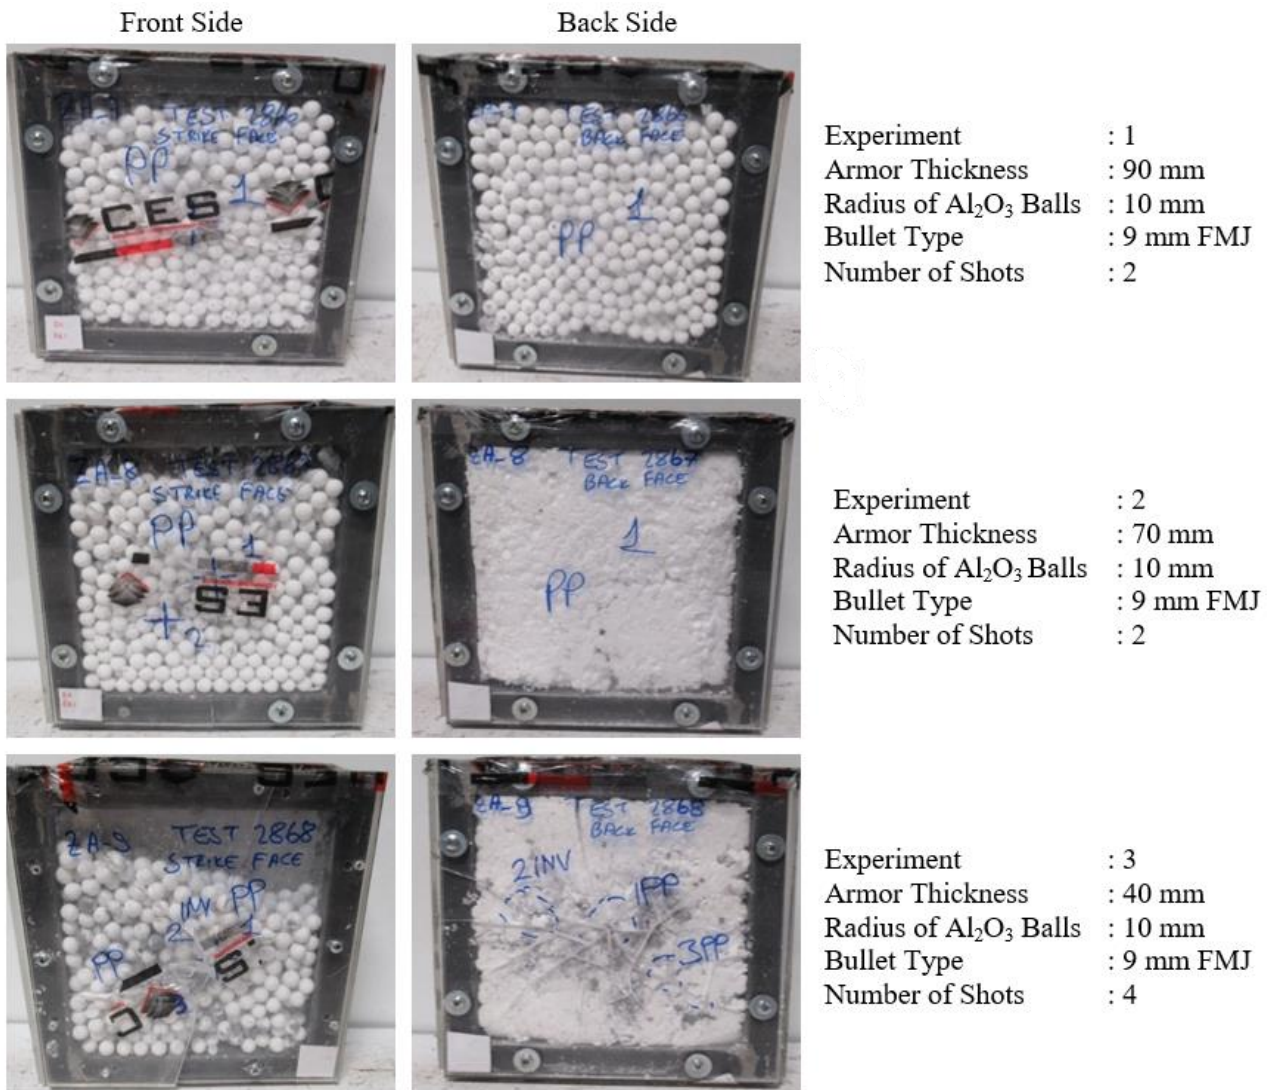 Front Side
Back Side
TEST 2866
STRIKE FACE
PP
1
CES
TEST 2866
BACK FACE
1
PP
Experiment : 1
Armor Thickness : 90 mm
Radius of Al₂O₃ Balls : 10 mm
Bullet Type : 9 mm FMJ
Number of Shots : 2
ZA-8 TEST 2867
STRIKE FACE
PP
1
S3
2
ZA-8 TEST 2867
BACK FACE
1
PP
Experiment : 2
Armor Thickness : 70 mm
Radius of Al₂O₃ Balls : 10 mm
Bullet Type : 9 mm FMJ
Number of Shots : 2
ZA-9 TEST 2868
STRIKE FACE
INV PP
2 1
PP
S
3
C
ZA-9 TEST 2868
BACK FACE
2 INV
1PP
3PP
Experiment : 3
Armor Thickness : 40 mm
Radius of Al₂O₃ Balls : 10 mm
Bullet Type : 9 mm FMJ
Number of Shots : 4